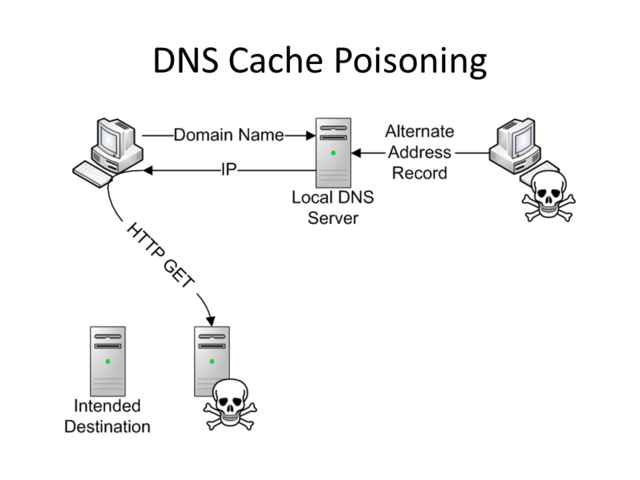 DNS Cache Poisoning
Domain Name
IP
Local DNS
Server
Alternate
Address
Record
HTTP GET
Intended
Destination